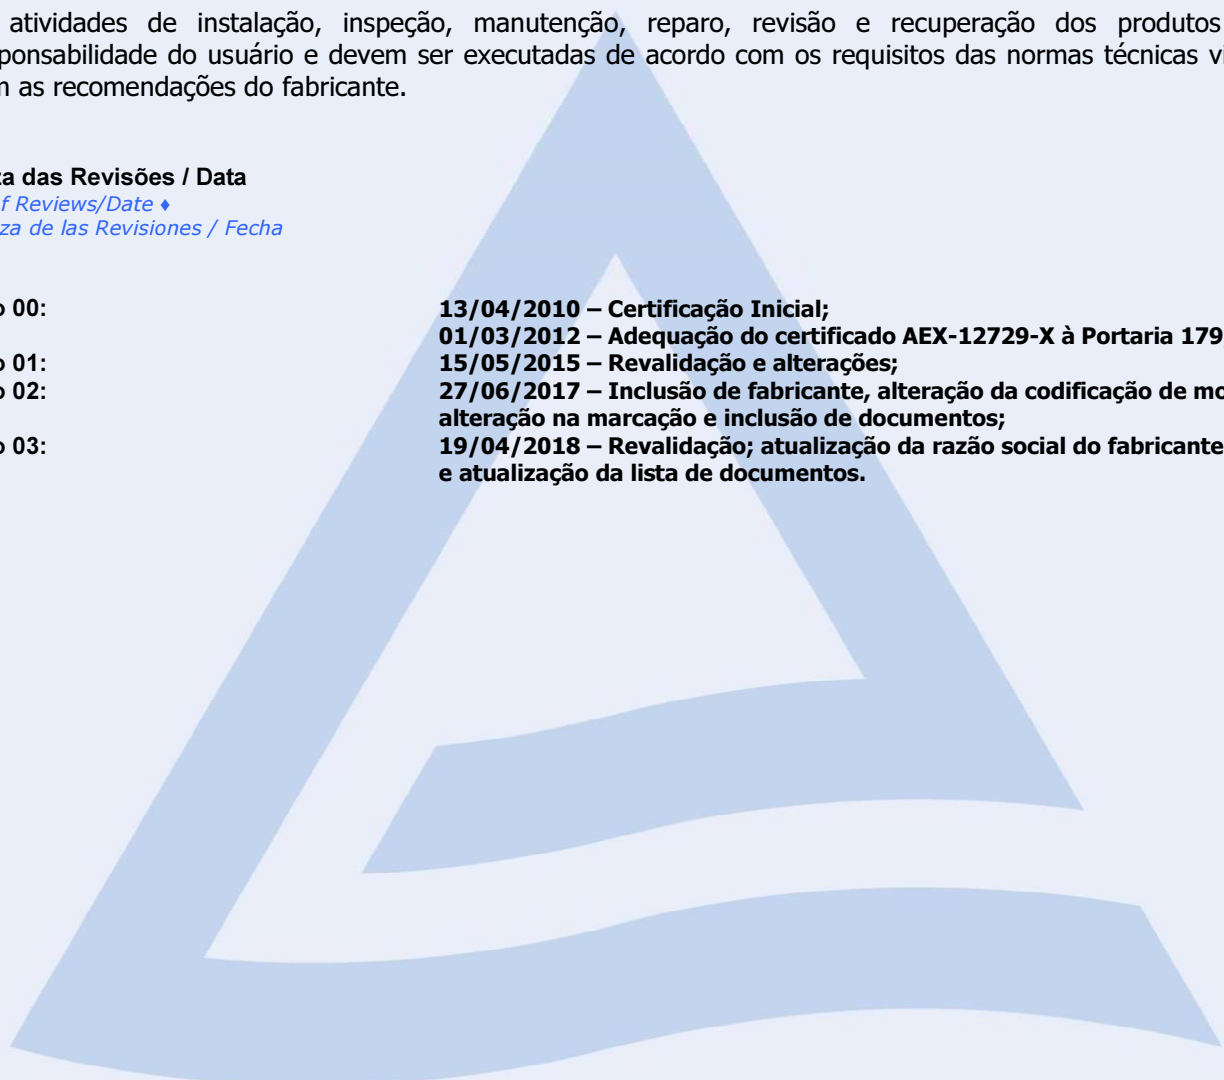 atividades de instalação, inspeção, manutenção, reparo, revisão e recuperação dos produtos
ponsabilidade do usuário e devem ser executadas de acordo com os requisitos das normas técnicas vi
m as recomendações do fabricante.
za das Revisões / Data
f Reviews/Date ♦
za de las Revisiones / Fecha
o 00: 13/04/2010 – Certificação Inicial;
01/03/2012 – Adequação do certificado AEX-12729-X à Portaria 179
o 01: 15/05/2015 – Revalidação e alterações;
o 02: 27/06/2017 – Inclusão de fabricante, alteração da codificação de mo
alteração na marcação e inclusão de documentos;
o 03: 19/04/2018 – Revalidação; atualização da razão social do fabricante
e atualização da lista de documentos.